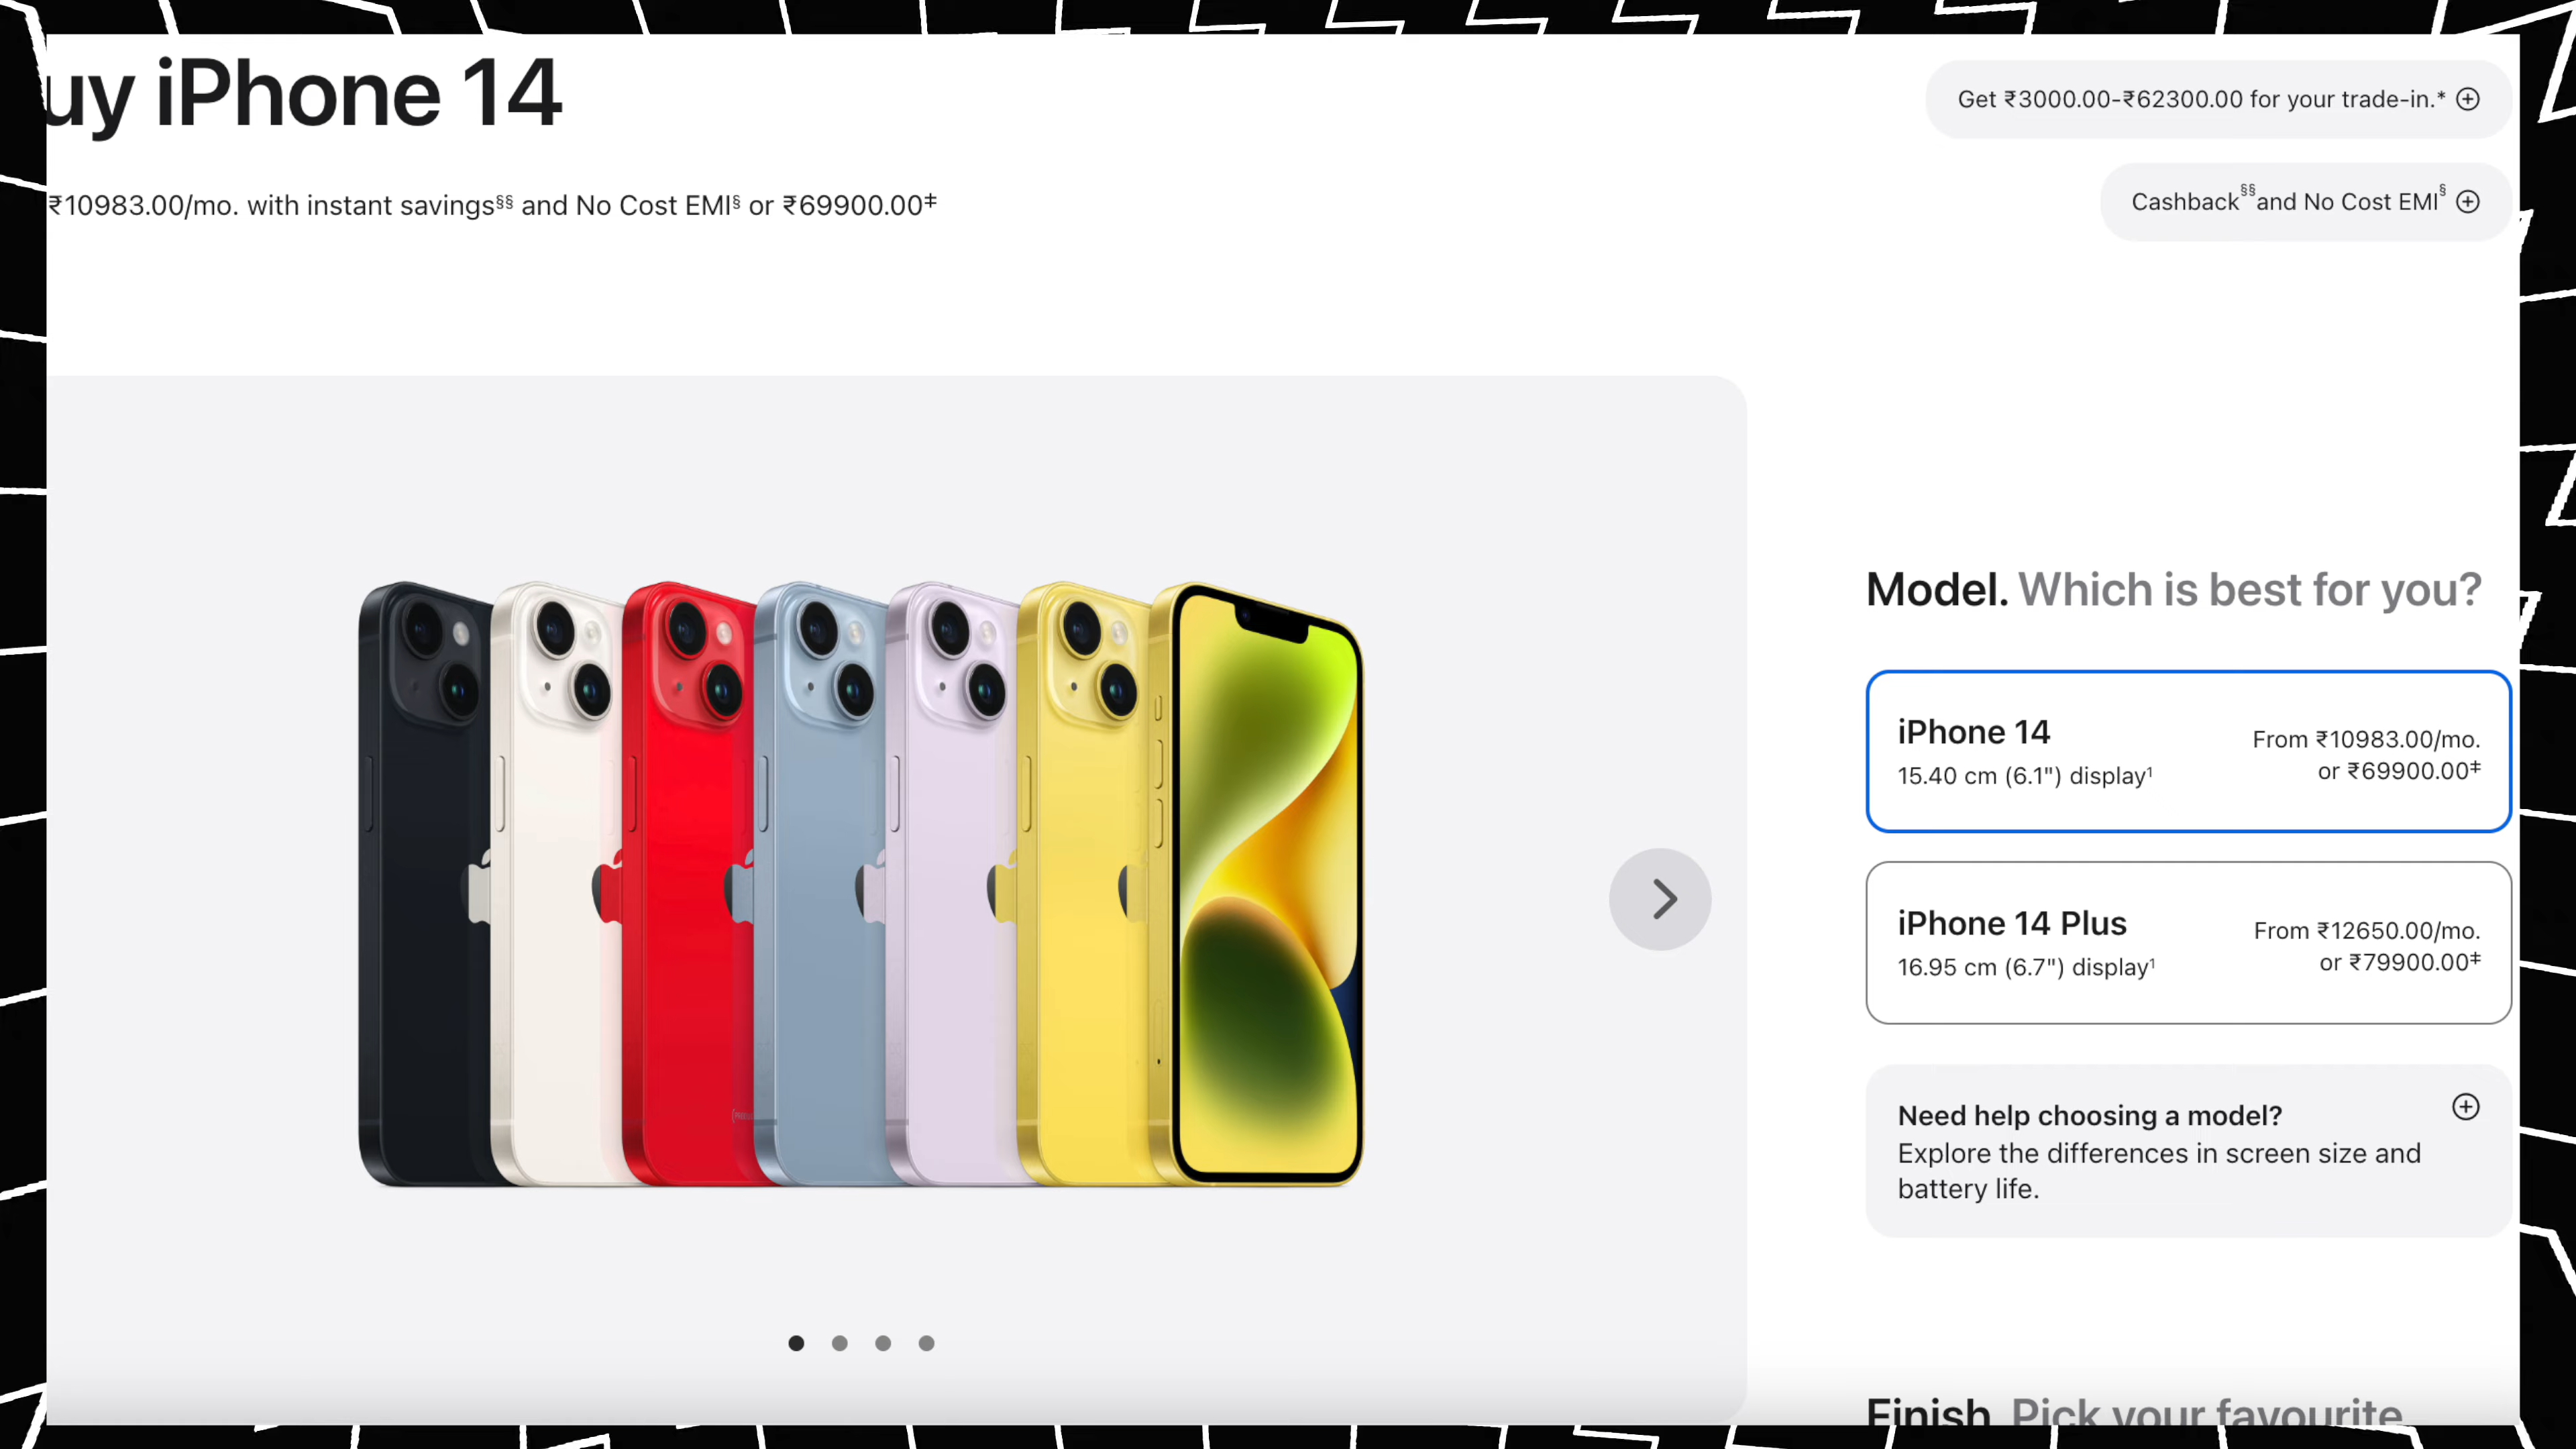 uy iPhone 14
₹10983.00/mo. with instant savings§§ and No Cost EMI§ or ₹69900.00‡
Get ₹3000.00-₹62300.00 for your trade-in.*
Cashback§§and No Cost EMI§
Model. Which is best for you?
iPhone 14
15.40 cm (6.1") display¹
From ₹10983.00/mo.
or ₹69900.00‡
iPhone 14 Plus
16.95 cm (6.7") display¹
From ₹12650.00/mo.
or ₹79900.00‡
Need help choosing a model?
Explore the differences in screen size and
battery life.
Finish Pick your favourite